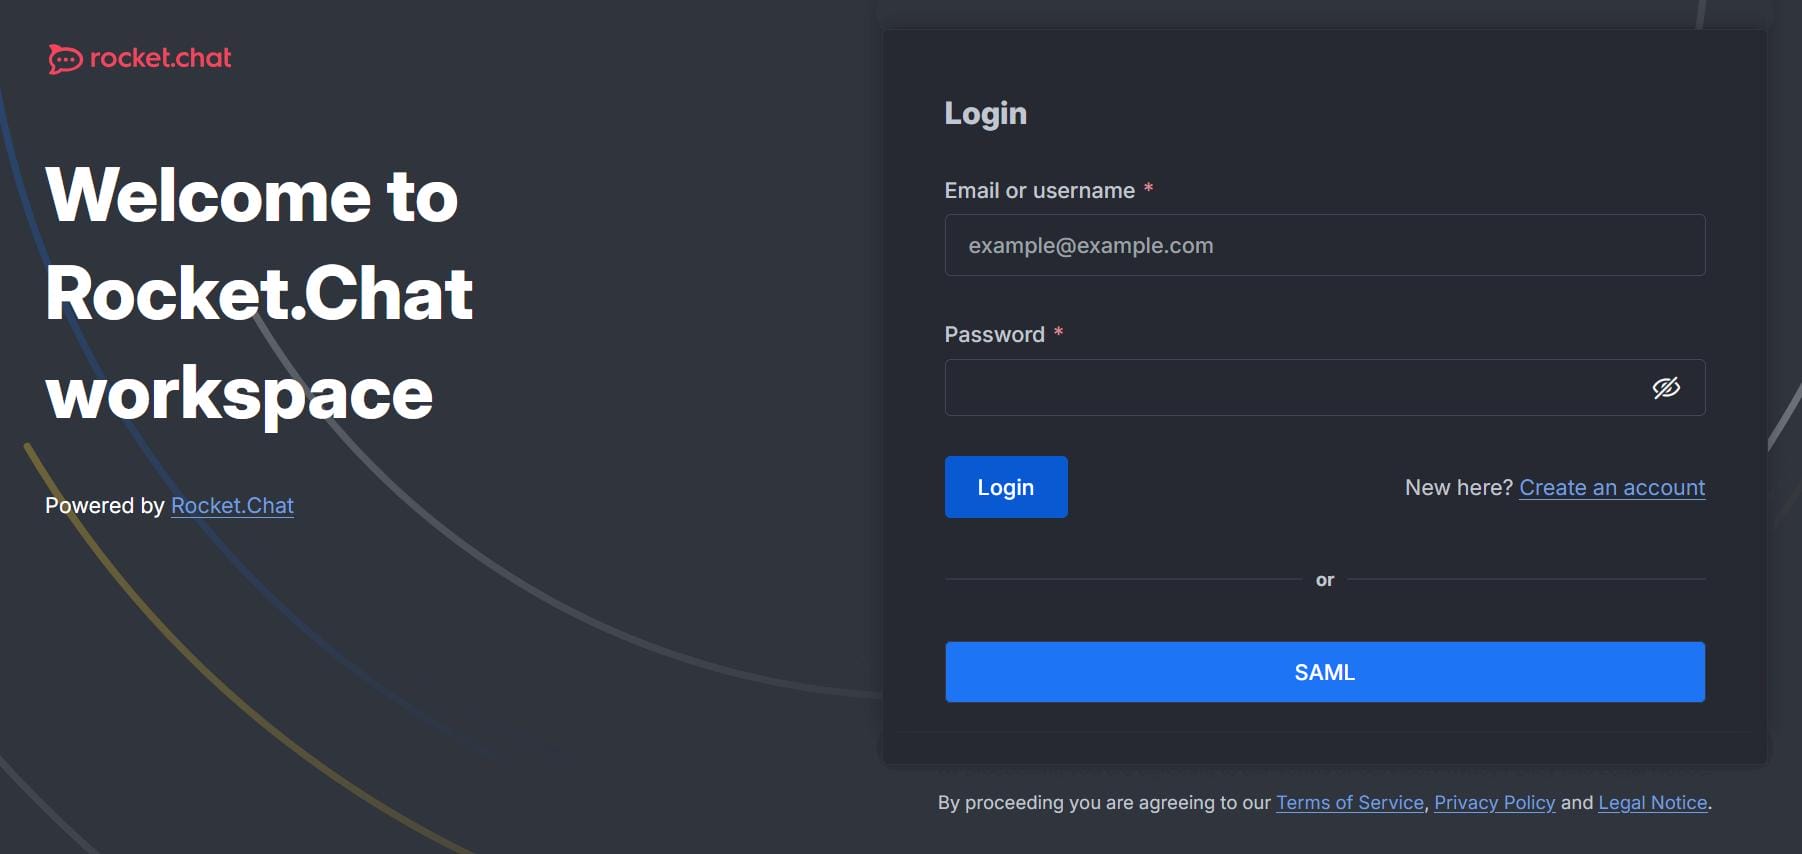 rocket.chat
Welcome to
Rocket.Chat
workspace
Powered by Rocket.Chat
Login
Email or username *
example@example.com
Password *
Login
New here? Create an account
or
SAML
By proceeding you are agreeing to our Terms of Service, Privacy Policy and Legal Notice.